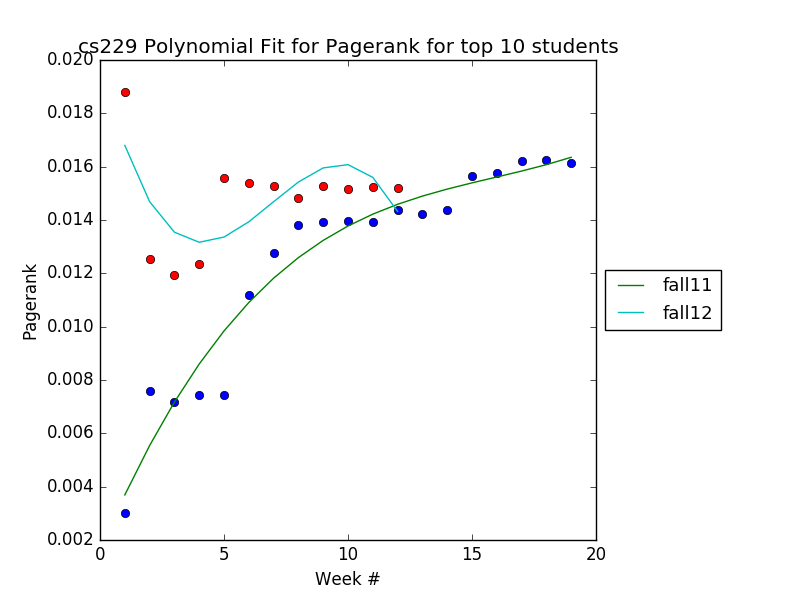 cs229 Polynomial Fit for Pagerank for top 10 students
0.020
0.018
0.016
0.014
0.012
0.010
0.008
0.006
0.004
0.002
Pagerank
0 5 10 15 20
Week #
fall11
fall12